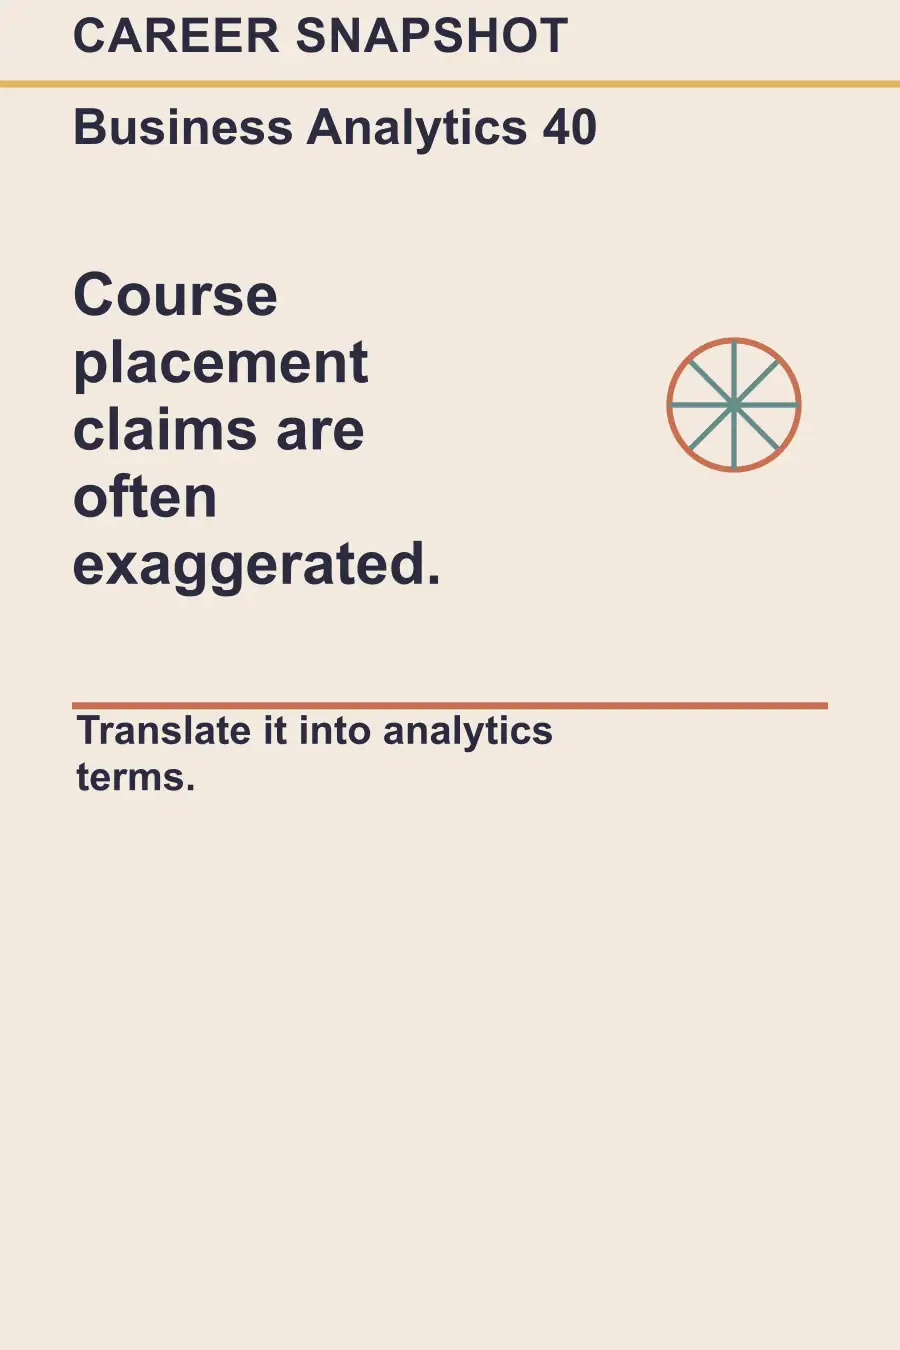 CAREER SNAPSHOT
Business Analytics 40
Course
placement
claims are
often
exaggerated.
Translate it into analytics
terms.